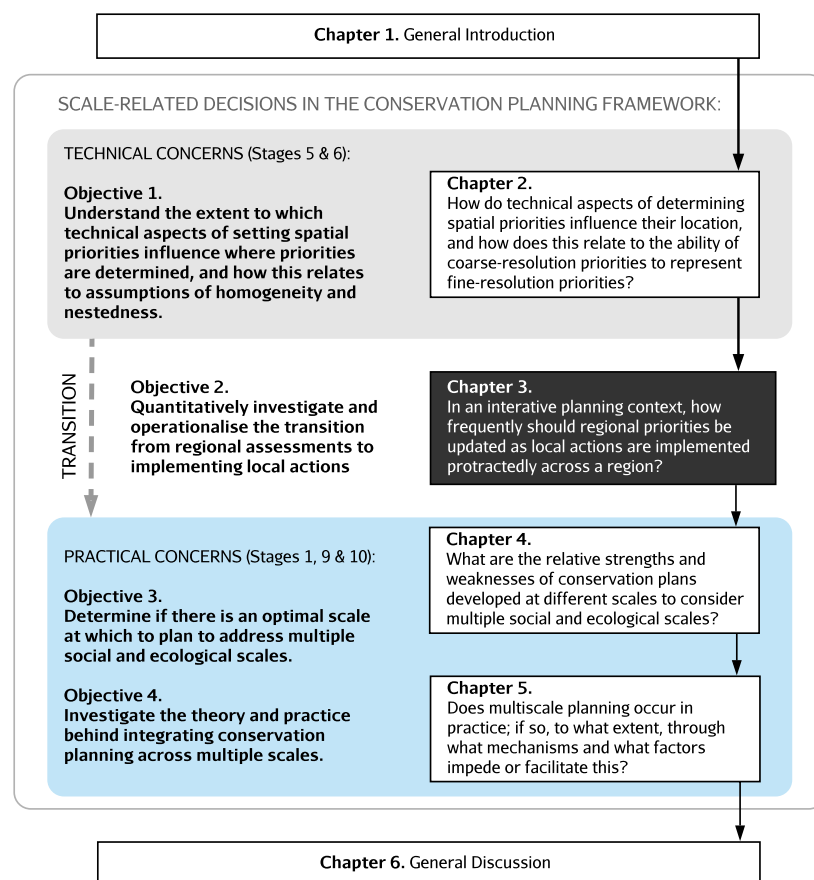 Chapter 1. General Introduction
SCALE-RELATED DECISIONS IN THE CONSERVATION PLANNING FRAMEWORK:
TECHNICAL CONCERNS (Stages 5 & 6):
Objective 1.
Understand the extent to which
technical aspects of setting spatial
priorities influence where priorities
are determined, and how this relates
to assumptions of homogeneity and
nestedness.
Chapter 2.
How do technical aspects of determining
spatial priorities influence their location,
and how does this relate to the ability of
coarse-resolution priorities to represent
fine-resolution priorities?
TRANSITION
Objective 2.
Quantitatively investigate and
operationalise the transition
from regional assessments to
implementing local actions
Chapter 3.
In an interative planning context, how
frequently should regional priorities be
updated as local actions are implemented
protractedly across a region?
PRACTICAL CONCERNS (Stages 1, 9 & 10):
Objective 3.
Determine if there is an optimal scale
at which to plan to address multiple
social and ecological scales.
Objective 4.
Investigate the theory and practice
behind integrating conservation
planning across multiple scales.
Chapter 4.
What are the relative strengths and
weaknesses of conservation plans
developed at different scales to consider
multiple social and ecological scales?
Chapter 5.
Does multiscale planning occur in
practice; if so, to what extent, through
what mechanisms and what factors
impede or facilitate this?
Chapter 6. General Discussion